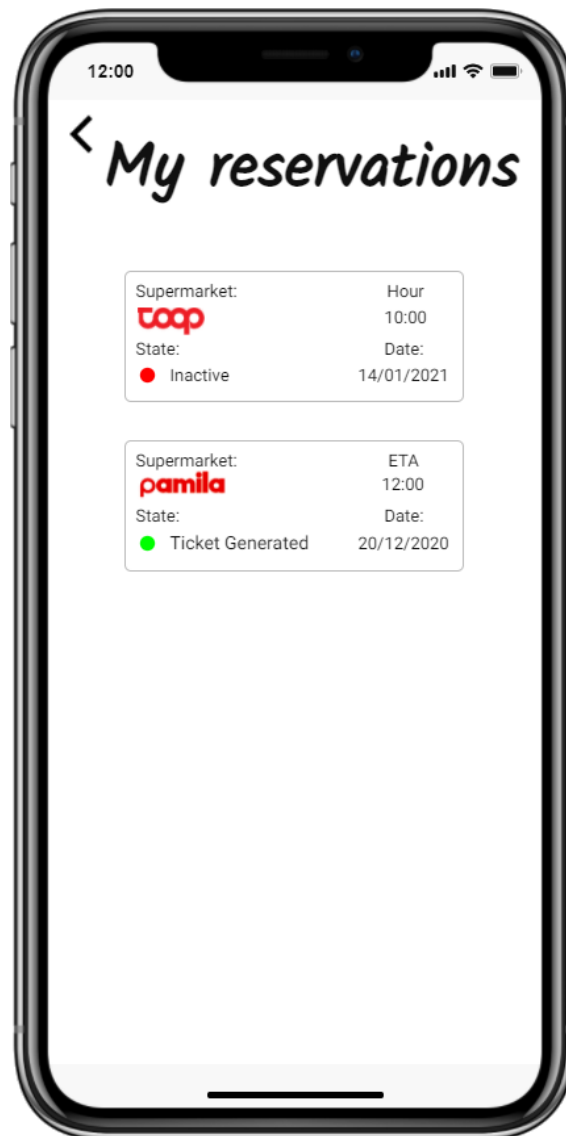 12:00
My reservations
Supermarket: Hour
toop 10:00
State: Date:
Inactive 14/01/2021
Supermarket: ETA
pamila 12:00
State: Date:
Ticket Generated 20/12/2020